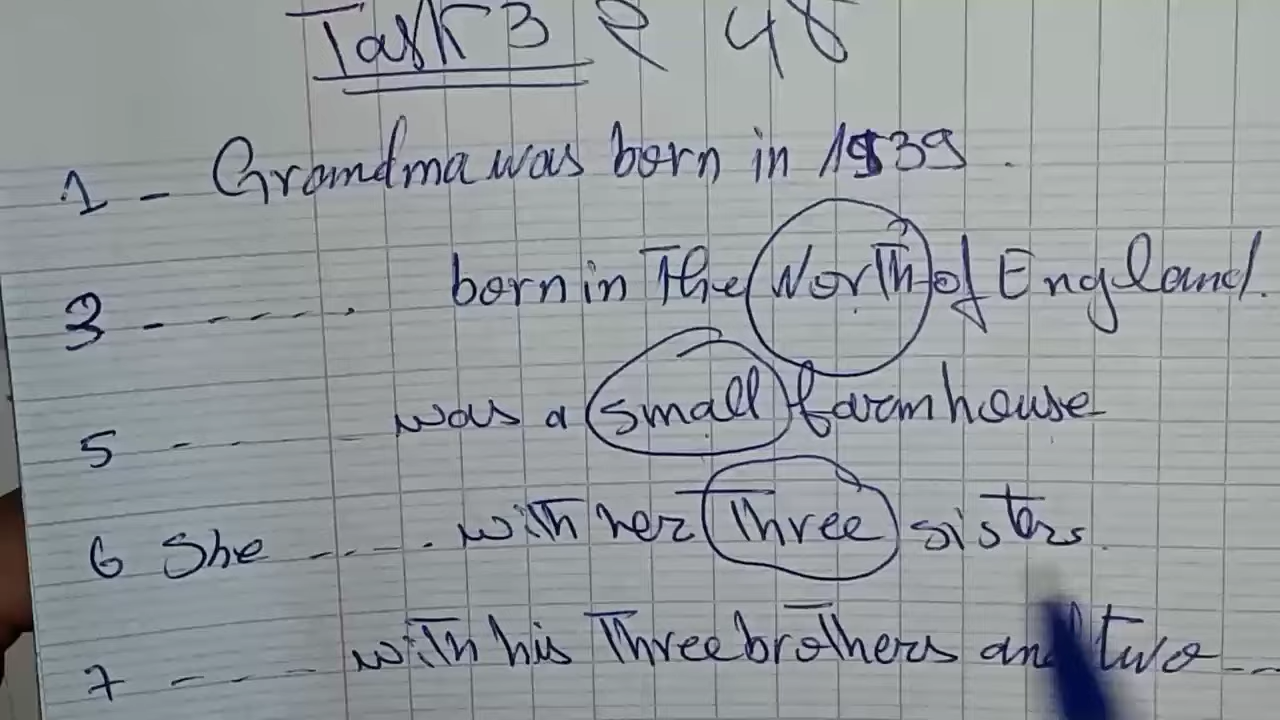 Task 3 P 48
1 - Grandma was born in 1939.
3 - - - - - . born in the North of England.
5 - - - - - was a small farmhouse
6 She - - - - . with her three sisters.
7 - - - - with his three brothers and two - -